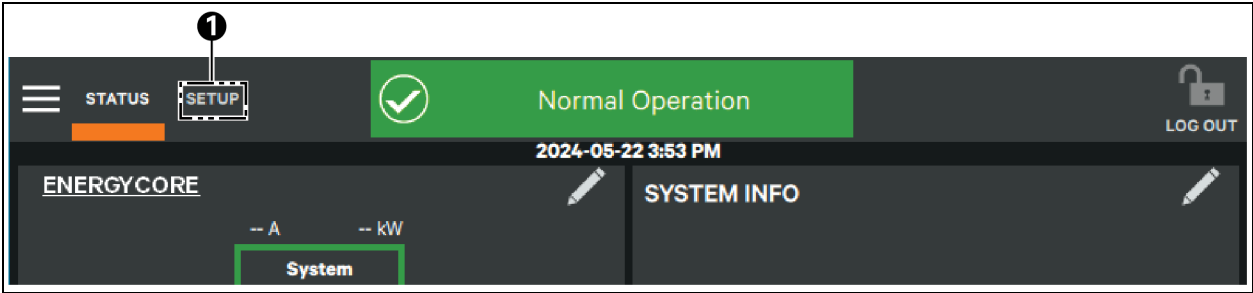 1
STATUS SETUP Normal Operation LOG OUT
2024-05-22 3:53 PM
ENERGYCORE SYSTEM INFO
-- A -- kW
System